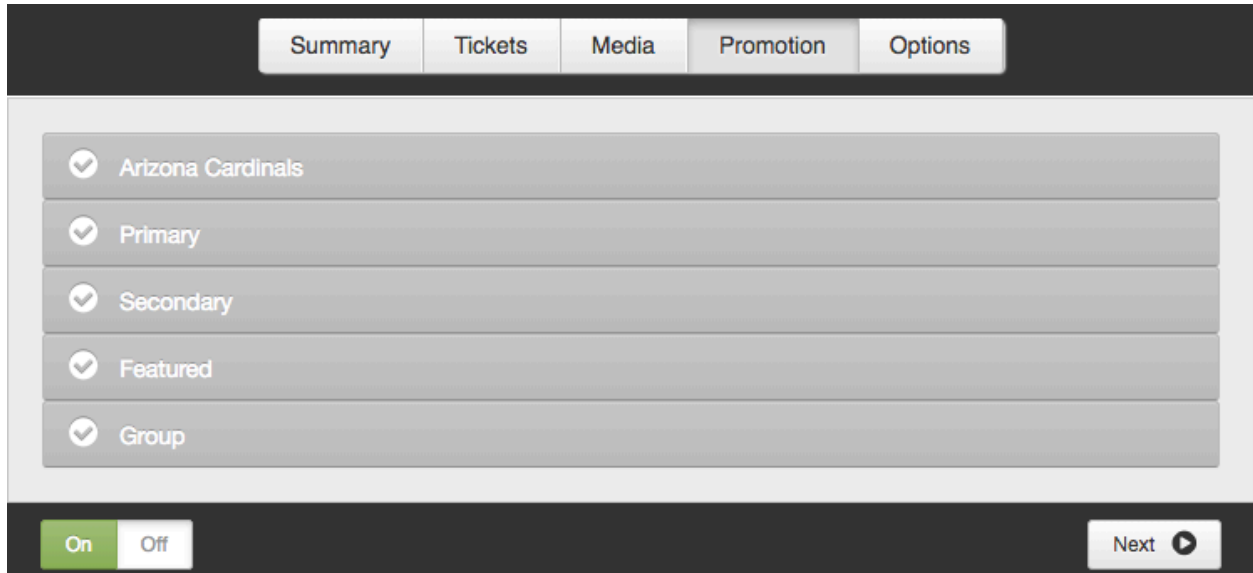 Summary Tickets Media Promotion Options
Arizona Cardinals
Primary
Secondary
Featured
Group
On Off Next